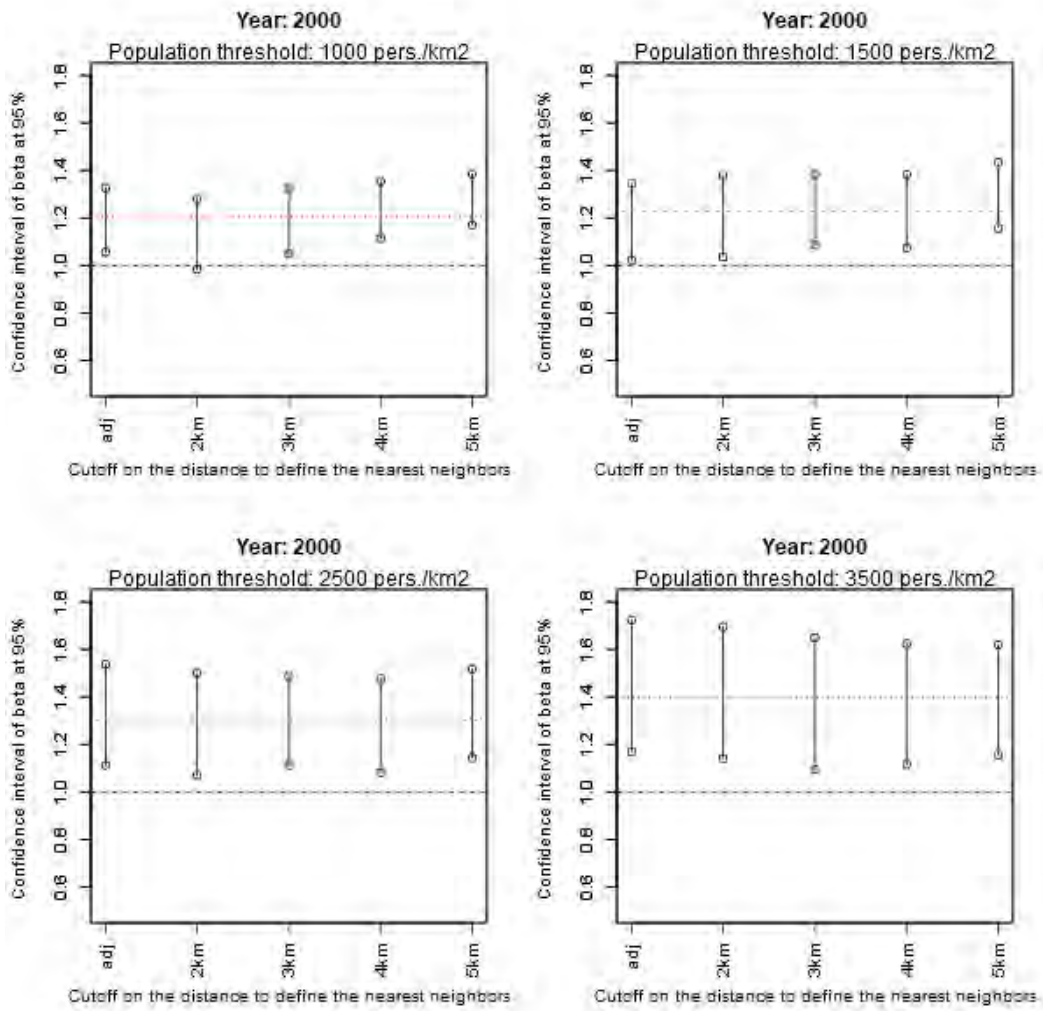 Year: 2000
Population threshold: 1000 pers./km2
Confidence interval of beta at 95%
1.8
1.6
1.4
1.2
1.0
0.8
0.6
adj
2km
3km
4km
5km
Cutoff on the distance to define the nearest neighbors
Year: 2000
Population threshold: 1500 pers./km2
Confidence interval of beta at 95%
1.8
1.6
1.4
1.2
1.0
0.8
0.6
adj
2km
3km
4km
5km
Cutoff on the distance to define the nearest neighbors
Year: 2000
Population threshold: 2500 pers./km2
Confidence interval of beta at 95%
1.8
1.6
1.4
1.2
1.0
0.8
0.6
adj
2km
3km
4km
5km
Cutoff on the distance to define the nearest neighbors
Year: 2000
Population threshold: 3500 pers./km2
Confidence interval of beta at 95%
1.8
1.6
1.4
1.2
1.0
0.8
0.6
adj
2km
3km
4km
5km
Cutoff on the distance to define the nearest neighbors